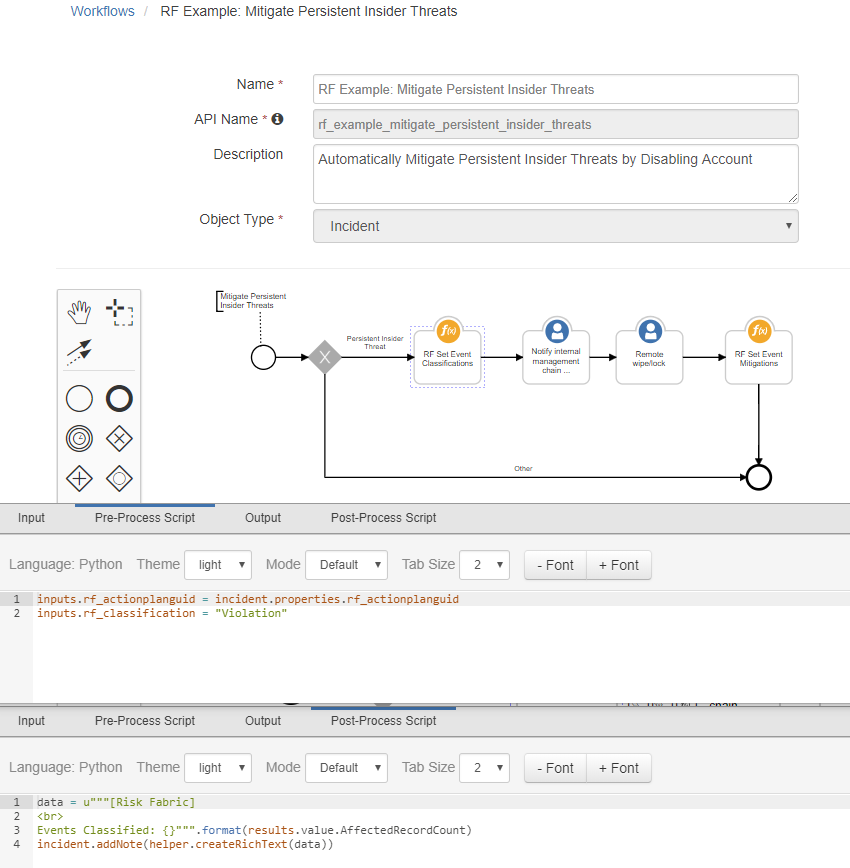 Workflows / RF Example: Mitigate Persistent Insider Threats
Name *
RF Example: Mitigate Persistent Insider Threats
API Name *
rf_example_mitigate_persistent_insider_threats
Description
Automatically Mitigate Persistent Insider Threats by Disabling Account
Object Type *
Incident
Mitigate Persistent
Insider Threats
X
Persistent Insider
Threat
f(x)
RF Set Event
Classifications
Notify internal
management
chain ...
Remote
wipe/lock
f(x)
RF Set Event
Mitigations
Other
Input Pre-Process Script Output Post-Process Script
Language: Python Theme light Mode Default Tab Size 2 - Font + Font
1 inputs.rf_actionplanguid = incident.properties.rf_actionplanguid
2 inputs.rf_classification = "Violation"
Input Pre-Process Script Output Post-Process Script
Language: Python Theme light Mode Default Tab Size 2 - Font + Font
1 data = u"""[Risk Fabric]
2 <br>
3 Events Classified: {}""".format(results.value.AffectedRecordCount)
4 incident.addNote(helper.createRichText(data))